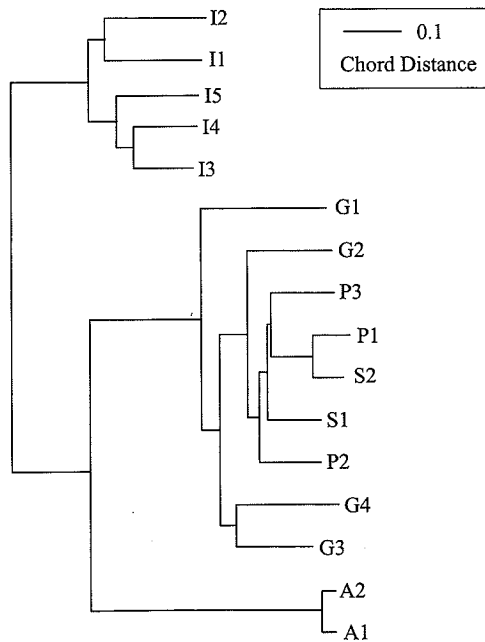 I2
0.1
Chord Distance
I1
I5
I4
I3
G1
G2
P3
P1
S2
S1
P2
G4
G3
A2
A1